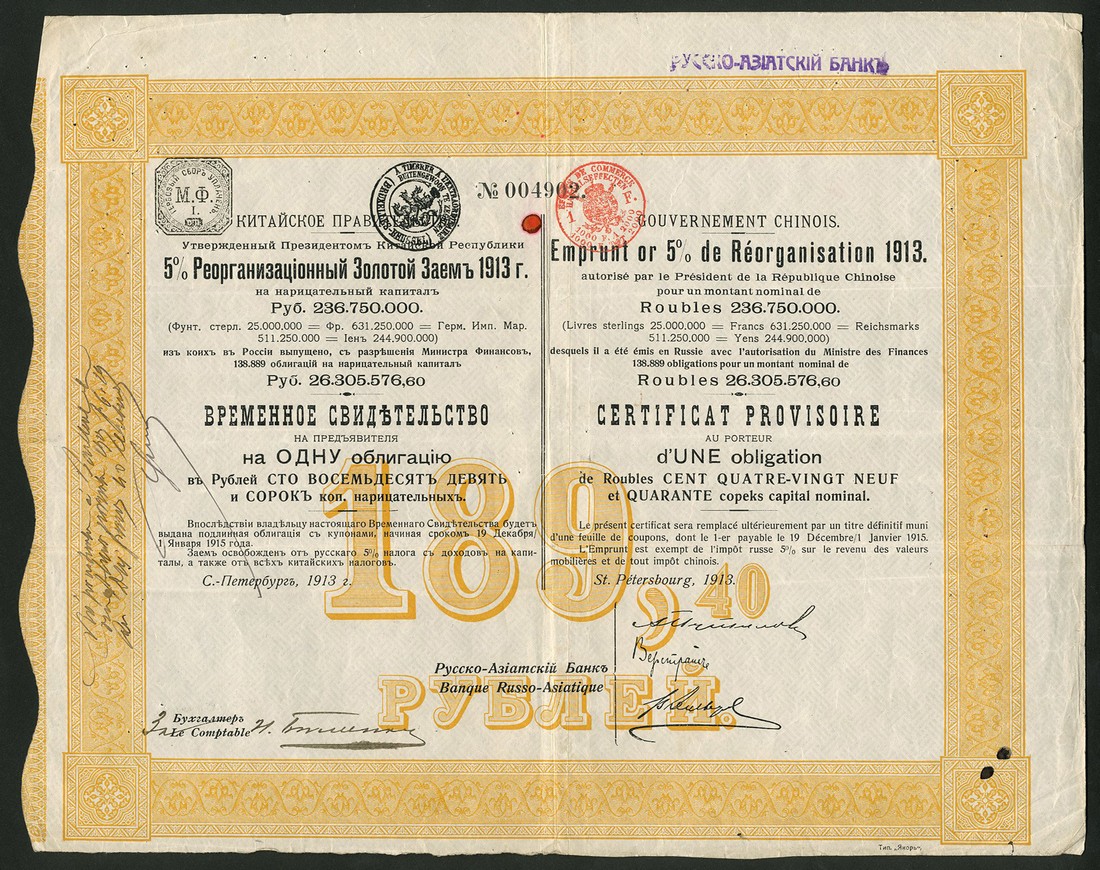 РУССКО-АЗІАТСКІЙ БАНКЪ
ГЕРБОВЫЙ СБОРЪ УПЛАЧЕНЪ
М.Ф.
I.
№ 004902.
КИТАЙСКОЕ
Утвержденный Президентомъ Китайской Республики
5% Реорганизаціонный Золотой Заемъ 1913 г.
на нарицательный капиталъ
Руб. 236.750.000.
(Фунт. стерл. 25.000,000 = Фр. 631.250.000 = Герм. Имп. Мар.
511.250.000 = Іенъ 244.900,000)
изъ коихъ въ Россіи выпущено, съ разрѣшенія Министра Финансовъ,
138.889 облигацій на нарицательный капиталъ
Руб. 26.305.576,60
ВРЕМЕННОЕ СВИДѢТЕЛЬСТВО
НА ПРЕДЪЯВИТЕЛЯ
на ОДНУ облигацію
въ Рублей СТО ВОСЕМЬДЕСЯТЪ ДЕВЯТЬ
и СОРОКЪ коп. нарицательныхъ.
Впослѣдствіи владѣльцу настоящаго Временнаго Свидѣтельства будетъ
выдана подлинная облигація съ купонами, начиная срокомъ 19 Декабря/
1 Января 1915 года.
Заемъ освобожденъ отъ русскаго 5% налога съ доходовъ на капи-
талы, а также отъ всѣхъ китайскихъ налоговъ.
С.-Петербургъ, 1913 г.
GOUVERNEMENT CHINOIS.
Emprunt or 5% de Réorganisation 1913.
autorisé par le Président de la République Chinoise
pour un montant nominal de
Roubles 236.750.000.
(Livres sterlings 25.000,000 = Francs 631.250.000 = Reichsmarks
511.250,000 = Yens 244.900,000)
desquels il a été émis en Russie avec l'autorisation du Ministre des Finances
138.889 obligations pour un montant nominal de
Roubles 26.305.576,60
CERTIFICAT PROVISOIRE
AU PORTEUR
d'UNE obligation
de Roubles CENT QUATRE-VINGT NEUF
et QUARANTE copeks capital nominal.
Le présent certificat sera remplacé ultérieurement par un titre définitif muni
d'une feuille de coupons, dont le 1-er payable le 19 Décembre/1 Janvier 1915.
L'Emprunt est exempt de l'impôt russe 5% sur le revenu des valeurs
mobilières et de tout impôt chinois.
St. Pétersbourg, 1913.
189,40
РУБЛЕЙ.
Русско-Азіатскій Банкъ
Banque Russo-Asiatique
Бухгалтеръ
Le Comptable
Тип. „Якорь“